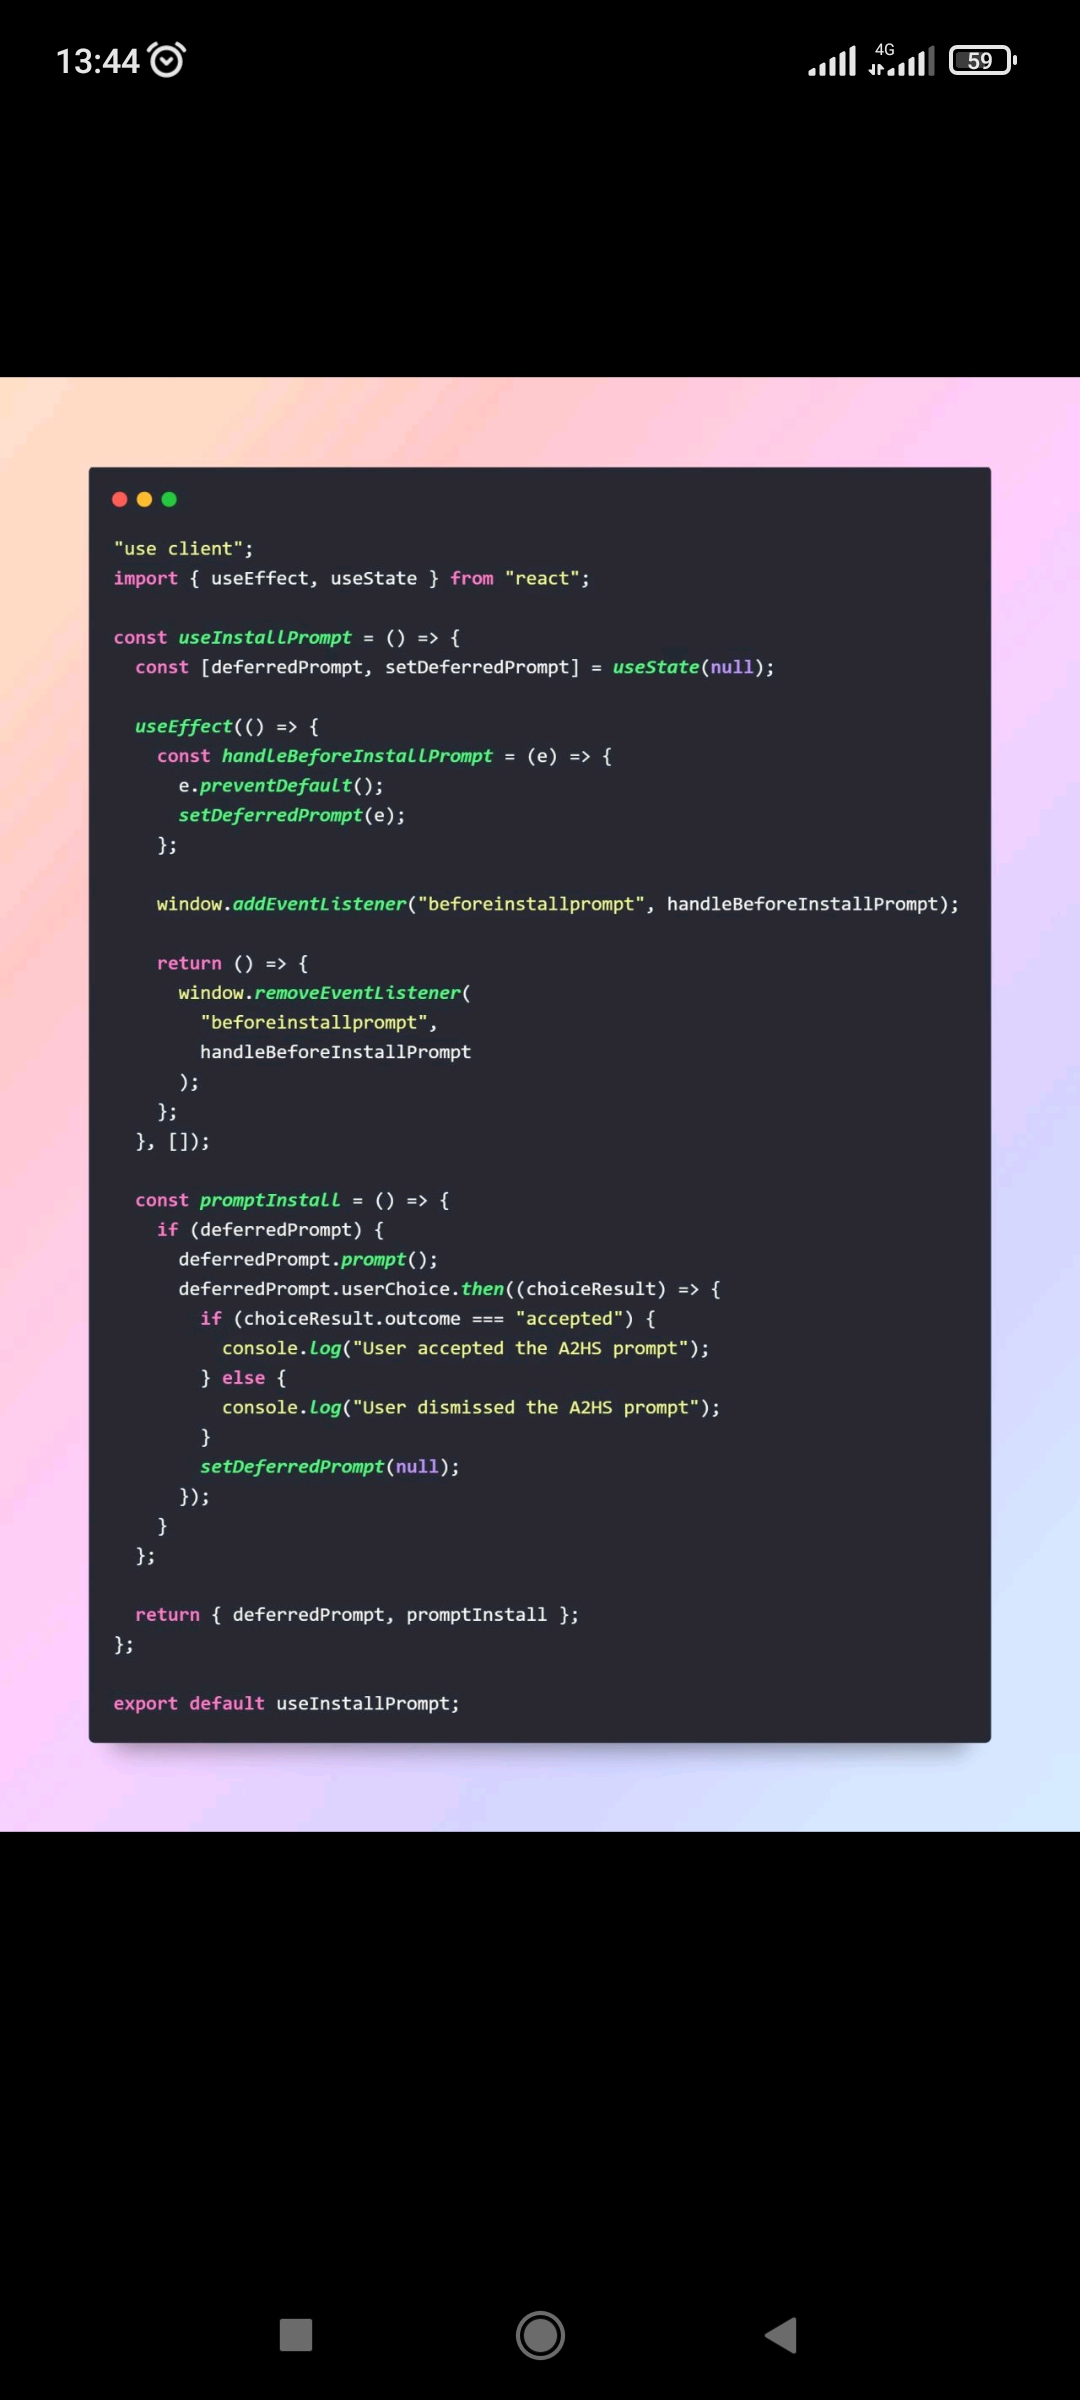 13:44
4G
59
"use client";
import { useEffect, useState } from "react";

const useInstallPrompt = () => {
  const [deferredPrompt, setDeferredPrompt] = useState(null);

  useEffect(() => {
    const handleBeforeInstallPrompt = (e) => {
      e.preventDefault();
      setDeferredPrompt(e);
    };

    window.addEventListener("beforeinstallprompt", handleBeforeInstallPrompt);

    return () => {
      window.removeEventListener(
        "beforeinstallprompt",
        handleBeforeInstallPrompt
      );
    };
  }, []);

  const promptInstall = () => {
    if (deferredPrompt) {
      deferredPrompt.prompt();
      deferredPrompt.userChoice.then((choiceResult) => {
        if (choiceResult.outcome === "accepted") {
          console.log("User accepted the A2HS prompt");
        } else {
          console.log("User dismissed the A2HS prompt");
        }
        setDeferredPrompt(null);
      });
    }
  };

  return { deferredPrompt, promptInstall };
};

export default useInstallPrompt;